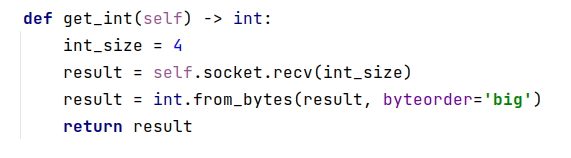 def get_int(self) -> int:
    int_size = 4
    result = self.socket.recv(int_size)
    result = int.from_bytes(result, byteorder='big')
    return result